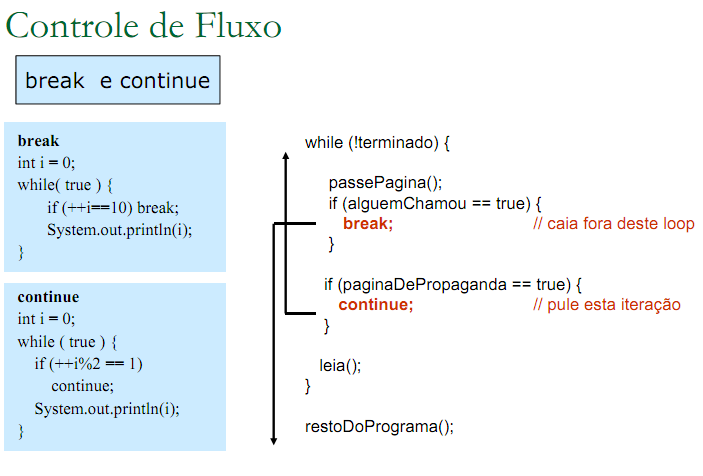 Controle de Fluxo
break e continue
break
int i = 0;
while( true ) {
if (++i==10) break;
System.out.println(i);
}
continue
int i = 0;
while ( true ) {
if (++i%2 == 1)
continue;
System.out.println(i);
}
while (!terminado) {
passePagina();
if (alguemChamou == true) {
break; // caia fora deste loop
}
if (paginaDePropaganda == true) {
continue; // pule esta iteração
}
leia();
}
restoDoPrograma();